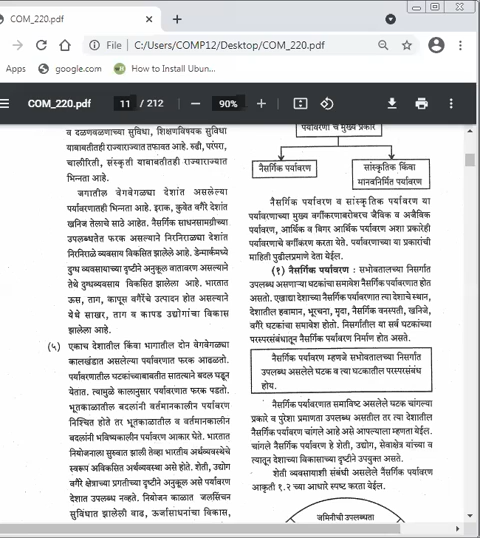 COM_220.pdf
File
C:/Users/COMP12/Desktop/COM_220.pdf
Apps
google.com
How to Install Ubun...
COM_220.pdf
11 / 212
90%
व दळणवळणाच्या सुविधा, शिक्षणविषयक सुविधा
याबाबतीतही राज्याराज्यात तफावत आहे. रूढी, परंपरा,
चालीरिती, संस्कृती याबाबतीतही राज्याराज्यात
भिन्नता आहे.
जगातील वेगवेगळ्या देशांत असलेल्या
पर्यावरणातही भिन्नता आहे. इराक, कुवेत वगैरे देशांत
खनिज तेलाचे साठे आहेत. नैसर्गिक साधनसामग्रीच्या
उपलब्धतेत फरक असल्याने निरनिराळ्या देशांत
निरनिराळे व्यवसाय विकसित झालेले आहे. डेन्मार्कमध्ये
दुग्ध व्यवसायाच्या दृष्टीने अनुकूल वातावरण असल्याने
तेथे दुग्धव्यवसाय विकसित झालेला आहे. भारतात
ऊस, ताग, कापूस वगैरेंचे उत्पादन होत असल्याने
येथे साखर, ताग व कापड उद्योगांचा विकास
झालेला आहे.
(५) एकाच देशातील किंवा भागातील दोन वेगवेगळ्या
कालखंडात असलेल्या पर्यावरणात फरक आढळतो.
पर्यावरणातील घटकांच्याबाबतीत सातत्याने बदल घडून
येतात. त्यामुळे कालानुसार पर्यावरणात फरक पडतो.
भूतकाळातील बदलांनी वर्तमानकालीन पर्यावरण
निश्चित होते तर भूतकाळातील व वर्तमानकालीन
बदलांनी भविष्यकालीन पर्यावरण आकार घेते. भारतात
नियोजनाला सुरुवात झाली तेव्हा भारतीय अर्थव्यवस्थेचे
स्वरूप अविकसित अर्थव्यवस्था असे होते. शेती, उद्योग
वगैरे क्षेत्राच्या प्रगतीच्या दृष्टीने अनुकूल असे पर्यावरण
देशात उपलब्ध नव्हते. नियोजन काळात जलसिंचन
सुविधांत झालेली वाढ, ऊर्जासाधनांचा विकास,
पर्यावरणाचे मुख्य प्रकार
नैसर्गिक पर्यावरण
सांस्कृतिक किंवा
मानवनिर्मित पर्यावरण
नैसर्गिक पर्यावरण व सांस्कृतिक पर्यावरण या
पर्यावरणाच्या मुख्य वर्गीकरणाबरोबरच जैविक व अजैविक
पर्यावरण, आर्थिक व बिगर आर्थिक पर्यावरण अशा प्रकारेही
पर्यावरणाचे वर्गीकरण करता येते. पर्यावरणाच्या या प्रकारांची
माहिती पुढीलप्रमाणे देता येईल.
(१) नैसर्गिक पर्यावरण : सभोवतालच्या निसर्गात
उपलब्ध असणाऱ्या घटकांचा समावेश नैसर्गिक पर्यावरणात होत
असतो. एखाद्या देशाच्या नैसर्गिक पर्यावरणात त्या देशाचे स्थान,
देशातील हवामान, भूरचना, मृदा, नैसर्गिक वनस्पती, खनिजे,
वगैरे घटकांचा समावेश होतो. निसर्गातील या सर्व घटकांच्या
परस्परसंबंधातून नैसर्गिक पर्यावरण निर्माण होत असते.
नैसर्गिक पर्यावरण म्हणजे सभोवतालच्या निसर्गात
उपलब्ध असलेले घटक व त्या घटकातील परस्परसंबंध
होय.
नैसर्गिक पर्यावरणात समाविष्ट असलेले घटक चांगल्या
प्रकारे व पुरेशा प्रमाणात उपलब्ध असतील तर त्या देशातील
नैसर्गिक पर्यावरण चांगले आहे असे आपल्याला म्हणता येईल.
चांगले नैसर्गिक पर्यावरण हे शेती, उद्योग, सेवाक्षेत्र यांच्या व
त्यातून देशाच्या विकासाच्या दृष्टीने उपयुक्त असते.
शेती व्यवसायाशी संबंधी असलेले नैसर्गिक पर्यावरण
आकृती १.२ च्या आधारे स्पष्ट करता येईल.
जमिनीची उपलब्धता